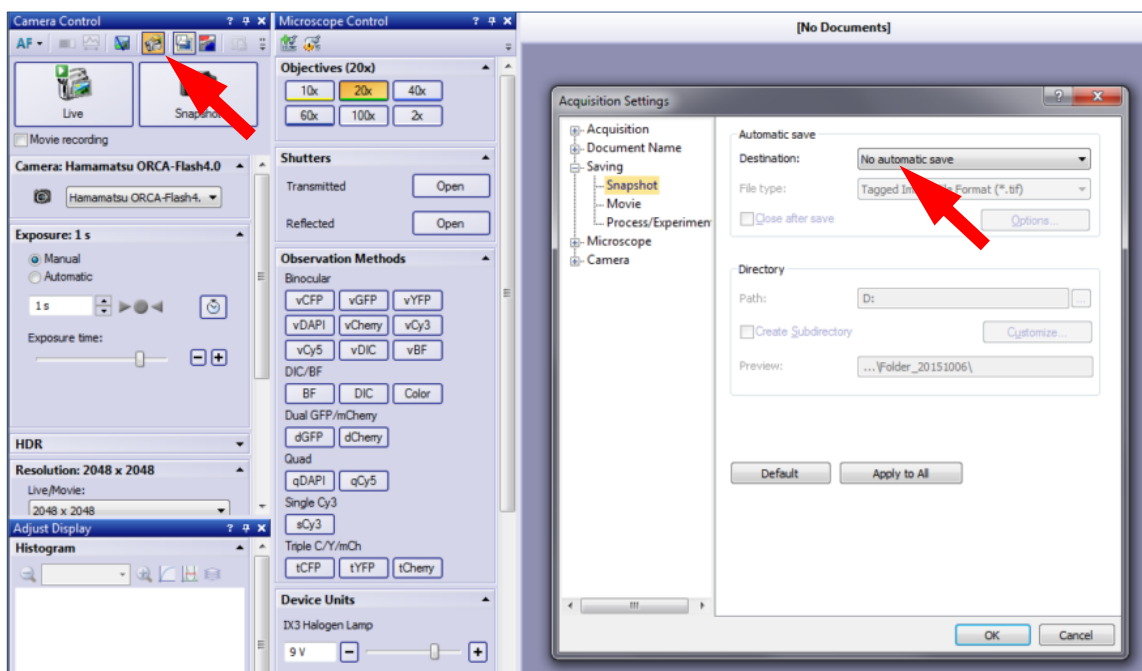 Camera Control
AF
Live
Snapshot
Movie recording
Camera: Hamamatsu ORCA-Flash4.0
Hamamatsu ORCA-Flash4.
Exposure: 1 s
Manual
Automatic
1 s
Exposure time:
HDR
Resolution: 2048 x 2048
Live/Movie:
2048 x 2048
Adjust Display
Histogram
Microscope Control
Objectives (20x)
10x 20x 40x
60x 100x 2x
Shutters
Transmitted Open
Reflected Open
Observation Methods
Binocular
vCFP vGFP vYFP
vDAPI vCherry vCy3
vCy5 vDIC vBF
DIC/BF
BF DIC Color
Dual GFP/mCherry
dGFP dCherry
Quad
qDAPI qCy5
Single Cy3
sCy3
Triple C/Y/mCh
tCFP tYFP tCherry
Device Units
IX3 Halogen Lamp
9 V
[No Documents]
Acquisition Settings
Acquisition
Document Name
Saving
Snapshot
Movie
Process/Experimen
Microscope
Camera
Automatic save
Destination: No automatic save
File type: Tagged Im Format (*.tif)
Close after save Options...
Directory
Path: D: ...
Create Subdirectory Customize...
Preview: ...\Folder_20151006\
Default Apply to All
OK Cancel